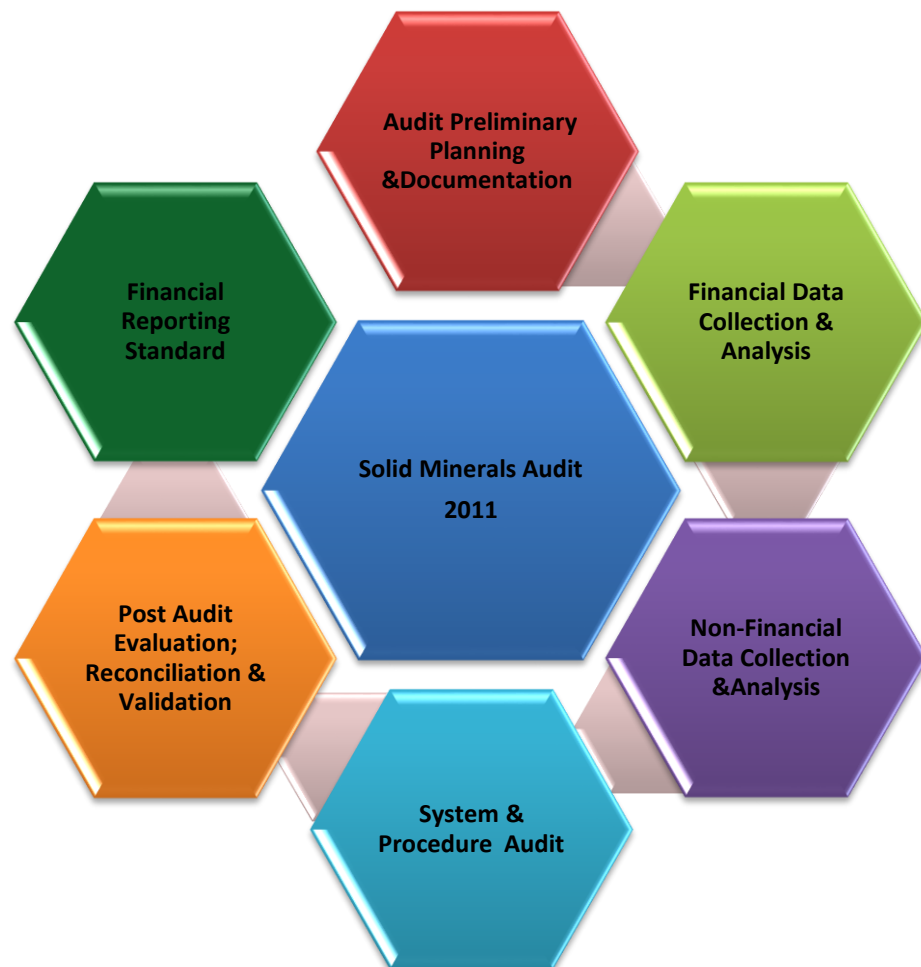 Audit Preliminary
Planning
&Documentation
Financial Data
Collection &
Analysis
Non-Financial
Data Collection
&Analysis
System &
Procedure Audit
Post Audit
Evaluation;
Reconciliation &
Validation
Financial
Reporting
Standard
Solid Minerals Audit
2011